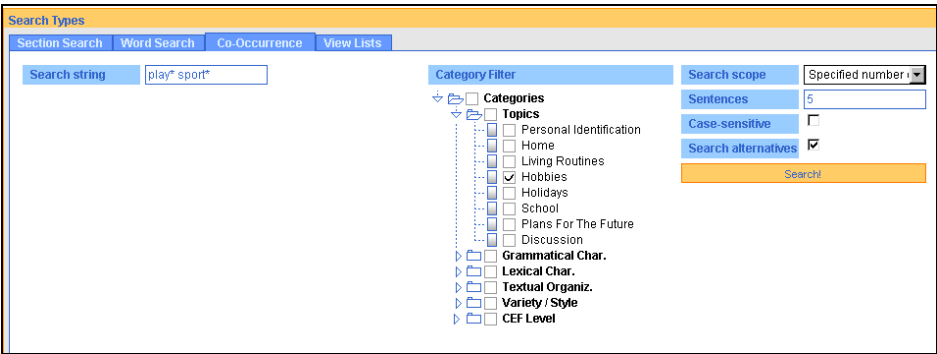 Search Types
Section Search Word Search Co-Occurrence View Lists
Search string play* sport*
Category Filter
Categories
Topics
Personal Identification
Home
Living Routines
Hobbies
Holidays
School
Plans For The Future
Discussion
Grammatical Char.
Lexical Char.
Textual Organiz.
Variety / Style
CEF Level
Search scope Specified number
Sentences 5
Case-sensitive
Search alternatives
Search!